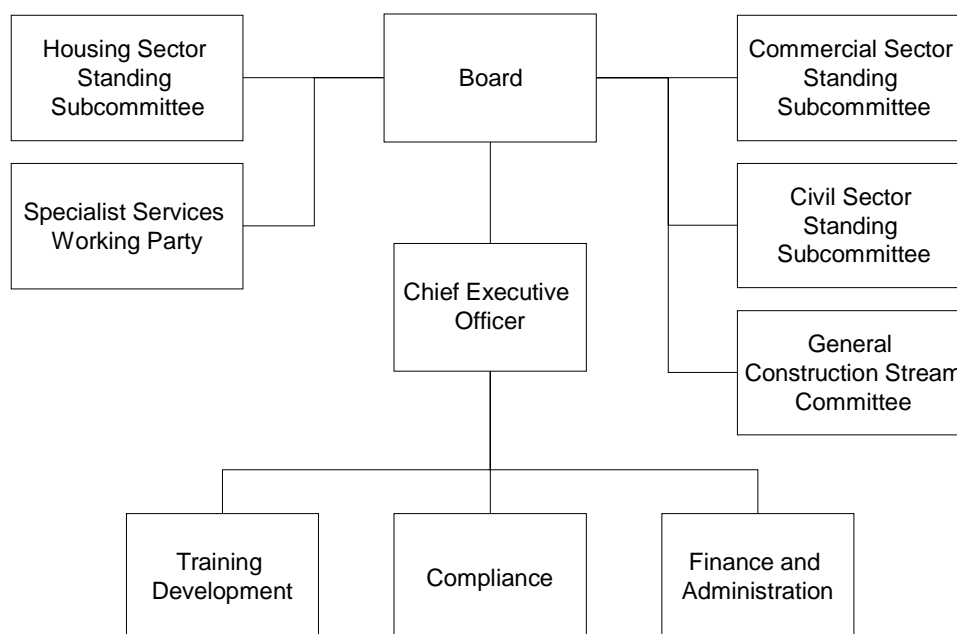 Housing Sector
Standing
Subcommittee
Board
Commercial Sector
Standing
Subcommittee
Specialist Services
Working Party
Civil Sector
Standing
Subcommittee
Chief Executive
Officer
General
Construction Stream
Committee
Training
Development
Compliance
Finance and
Administration